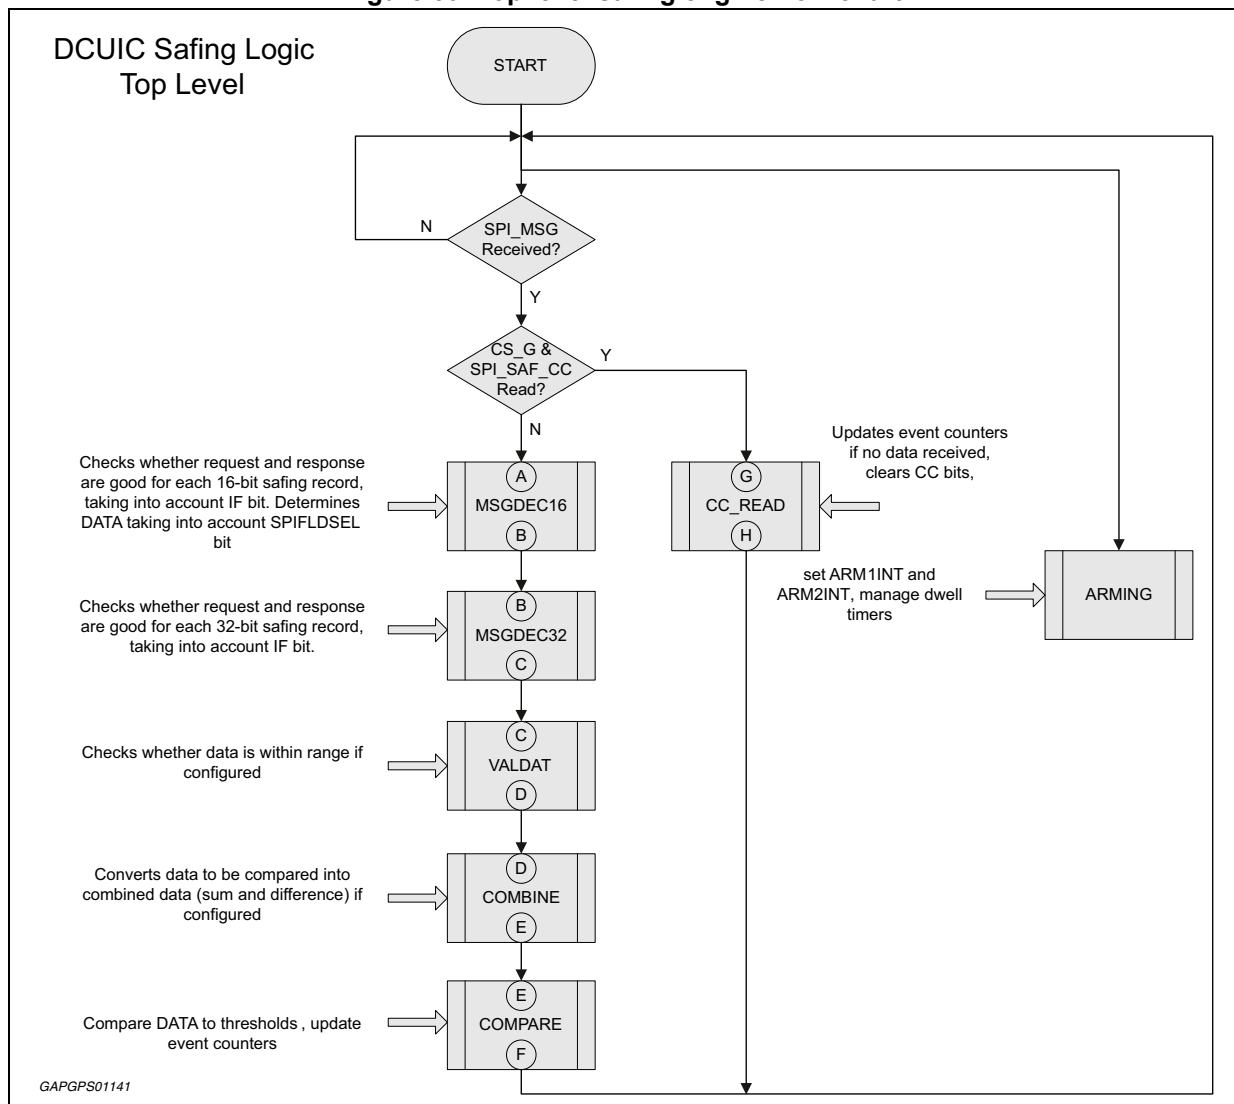 DCUIC Safing Logic
Top Level
START
N
SPI_MSG
Received?
Y
CS_G &
SPI_SAF_CC
Read?
Y
N
Checks whether request and response
are good for each 16-bit safing record,
taking into account IF bit. Determines
DATA taking into account SPIFLDSEL
bit
A
MSGDEC16
B
Updates event counters
if no data received,
clears CC bits,
G
CC_READ
H
set ARM1INT and
ARM2INT, manage dwell
timers
ARMING
Checks whether request and response
are good for each 32-bit safing record,
taking into account IF bit.
B
MSGDEC32
C
Checks whether data is within range if
configured
C
VALDAT
D
Converts data to be compared into
combined data (sum and difference) if
configured
D
COMBINE
E
Compare DATA to thresholds , update
event counters
E
COMPARE
F
GAPGPS01141